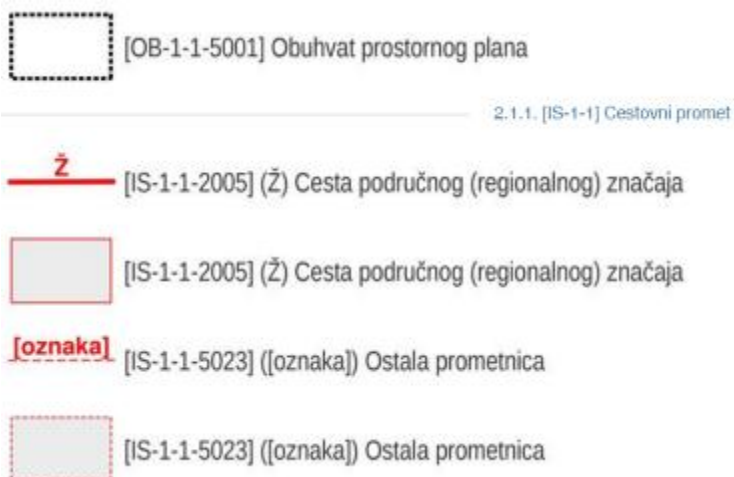 [OB-1-1-5001] Obuhvat prostornog plana
2.1.1. [IS-1-1] Cestovni promet
Ž
[IS-1-1-2005] (Ž) Cesta područnog (regionalnog) značaja
[IS-1-1-2005] (Ž) Cesta područnog (regionalnog) značaja
[oznaka]
[IS-1-1-5023] ([oznaka]) Ostala prometnica
[IS-1-1-5023] ([oznaka]) Ostala prometnica